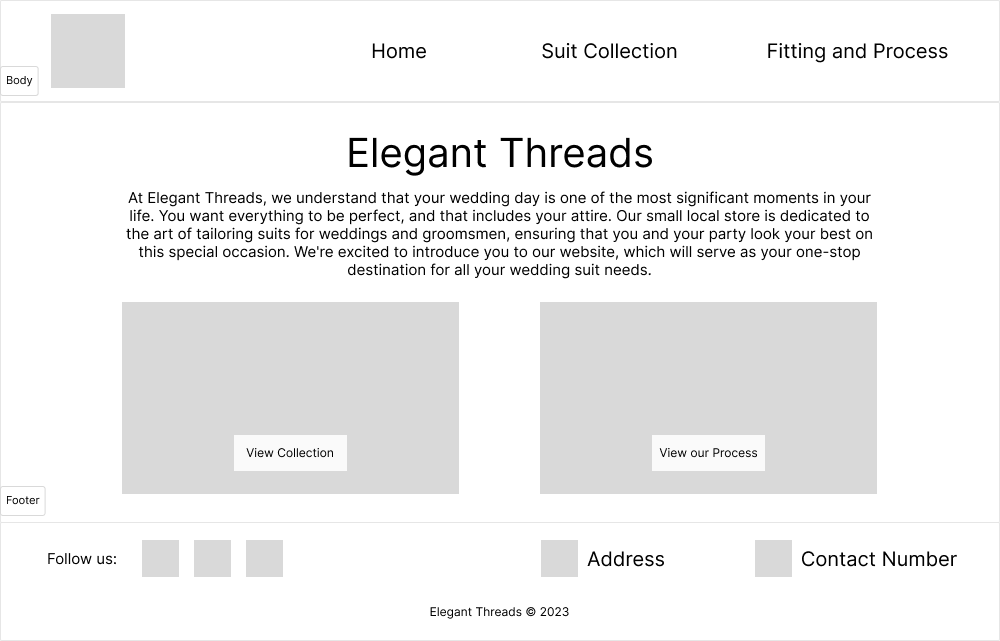 Home
Suit Collection
Fitting and Process
Body
Elegant Threads
At Elegant Threads, we understand that your wedding day is one of the most significant moments in your
life. You want everything to be perfect, and that includes your attire. Our small local store is dedicated to
the art of tailoring suits for weddings and groomsmen, ensuring that you and your party look your best on
this special occasion. We're excited to introduce you to our website, which will serve as your one-stop
destination for all your wedding suit needs.
View Collection
View our Process
Footer
Follow us:
Address
Contact Number
Elegant Threads © 2023